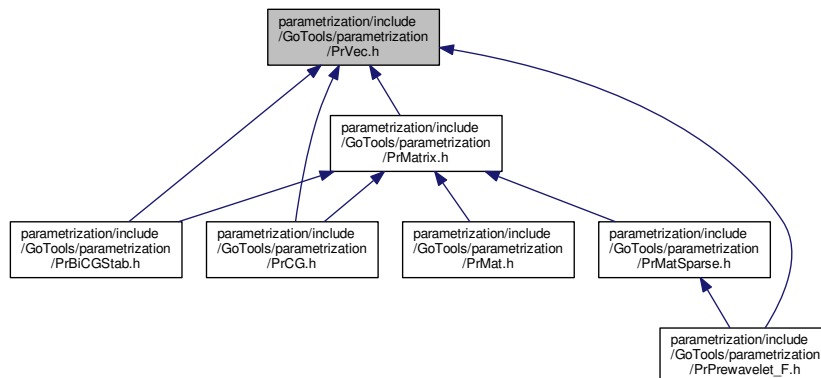 parametrization/include
/GoTools/parametrization
/PrVec.h
parametrization/include
/GoTools/parametrization
/PrMatrix.h
parametrization/include
/GoTools/parametrization
/PrBiCGStab.h
parametrization/include
/GoTools/parametrization
/PrCG.h
parametrization/include
/GoTools/parametrization
/PrMat.h
parametrization/include
/GoTools/parametrization
/PrMatSparse.h
parametrization/include
/GoTools/parametrization
/PrPrewavelet_F.h